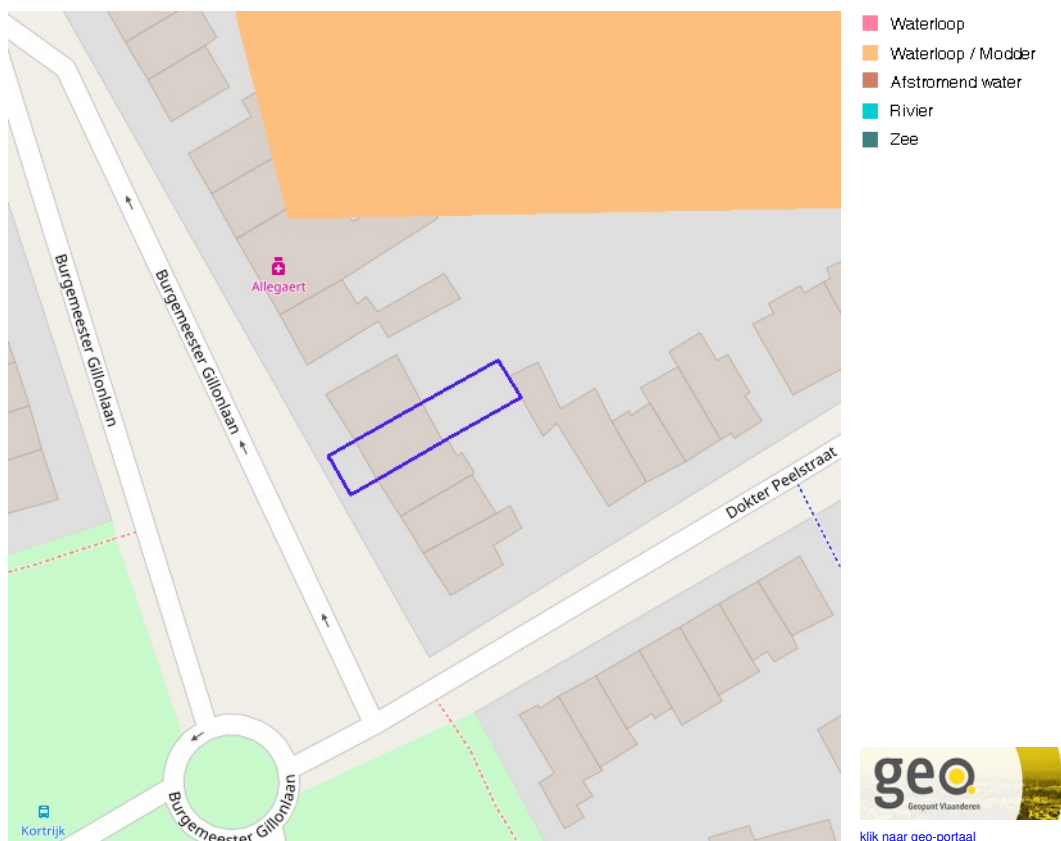 Waterloop
Waterloop / Modder
Afstromend water
Rivier
Zee
Burgemeester Gillonlaan
Burgemeester Gillonlaan
Allegaert
Dokter Peelstraat
Burgemeester Gillonlaan
Kortrijk
geo.
Geopunt Vlaanderen
klik naar geo-portaal